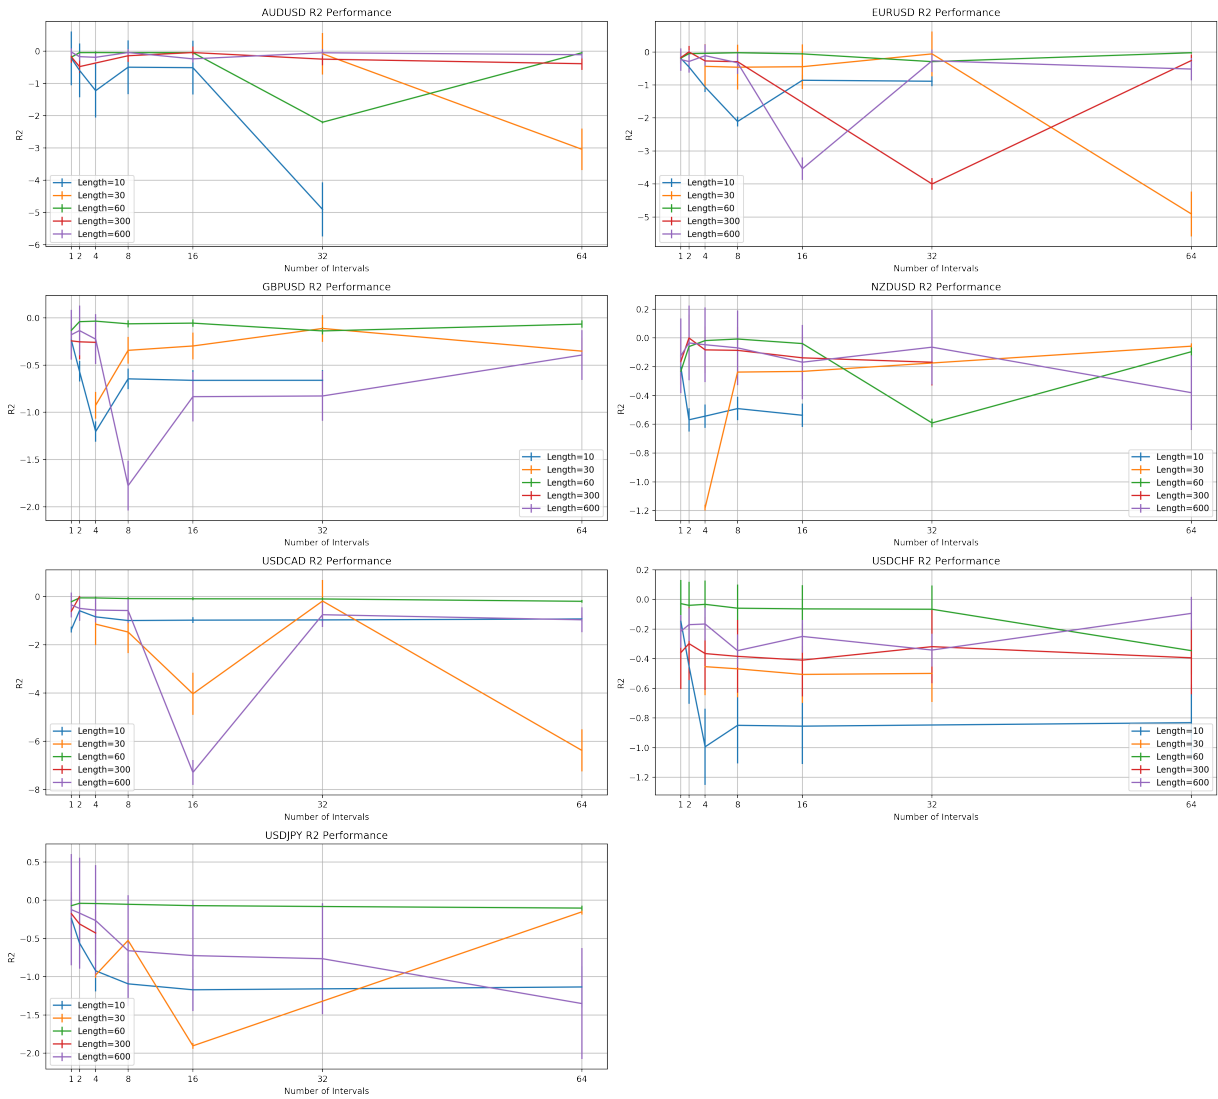 AUDUSD R2 Performance
0
−1
−2
−3
−4
−5
−6
R2
Length=10
Length=30
Length=60
Length=300
Length=600
1 2 4 8 16 32 64
Number of Intervals
EURUSD R2 Performance
0
−1
−2
−3
−4
−5
R2
Length=10
Length=30
Length=60
Length=300
Length=600
1 2 4 8 16 32 64
Number of Intervals
GBPUSD R2 Performance
0.0
−0.5
−1.0
−1.5
−2.0
R2
Length=10
Length=30
Length=60
Length=300
Length=600
1 2 4 8 16 32 64
Number of Intervals
NZDUSD R2 Performance
0.2
0.0
−0.2
−0.4
−0.6
−0.8
−1.0
−1.2
R2
Length=10
Length=30
Length=60
Length=300
Length=600
1 2 4 8 16 32 64
Number of Intervals
USDCAD R2 Performance
0
−2
−4
−6
−8
R2
Length=10
Length=30
Length=60
Length=300
Length=600
1 2 4 8 16 32 64
Number of Intervals
USDCHF R2 Performance
0.2
0.0
−0.2
−0.4
−0.6
−0.8
−1.0
−1.2
R2
Length=10
Length=30
Length=60
Length=300
Length=600
1 2 4 8 16 32 64
Number of Intervals
USDJPY R2 Performance
0.5
0.0
−0.5
−1.0
−1.5
−2.0
R2
Length=10
Length=30
Length=60
Length=300
Length=600
1 2 4 8 16 32 64
Number of Intervals